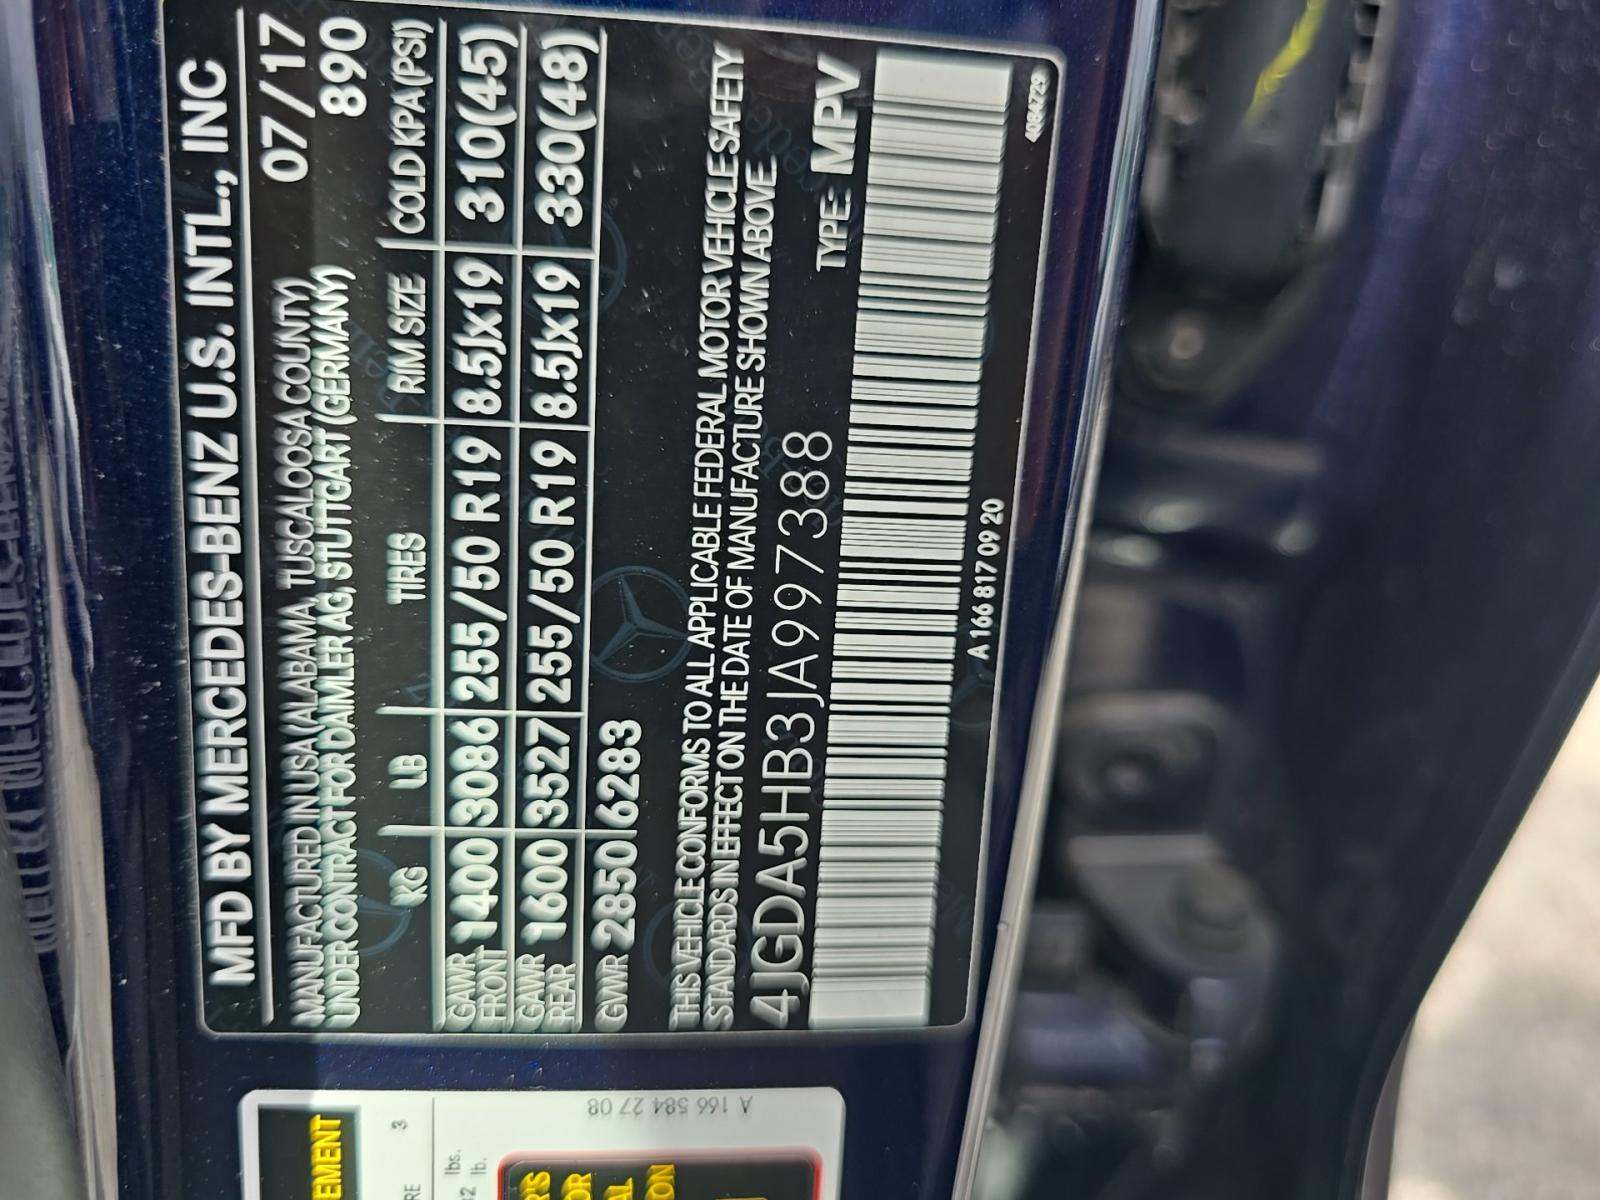 MFD BY MERCEDES-BENZ U.S. INTL., INC
07/17
MANUFACTURED IN USA (ALABAMA, TUSCALOOSA COUNTY)
UNDER CONTRACT FOR DAIMLER AG, STUTTGART (GERMANY) 890
KG LB TIRES RIM SIZE COLD KPA (PSI)
GAWR FRONT 1400 3086 255/50 R19 8.5Jx19 310(45)
GAWR REAR 1600 3527 255/50 R19 8.5Jx19 330(48)
GVWR 2850 6283
THIS VEHICLE CONFORMS TO ALL APPLICABLE FEDERAL MOTOR VEHICLE SAFETY
STANDARDS IN EFFECT ON THE DATE OF MANUFACTURE SHOWN ABOVE
4JGDA5HB3JA997388 TYPE: MPV
A 166 817 09 20
A 166 584 27 08
EMENT
3
lbs.
lb.